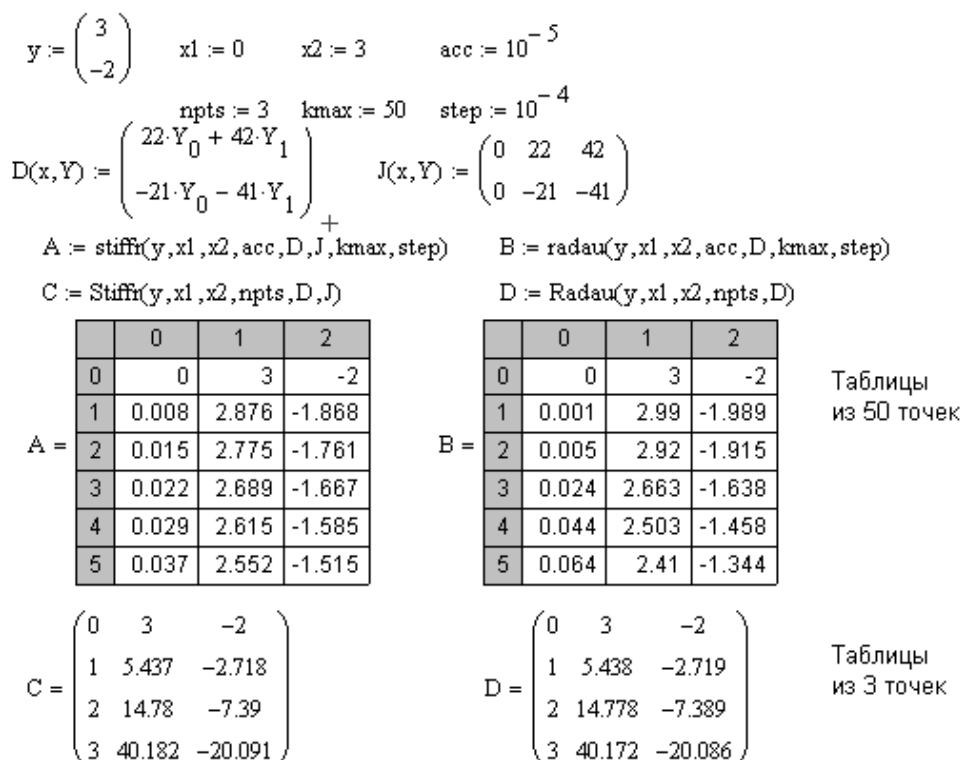 y := ( 3 -2 ) x1 := 0 x2 := 3 acc := 10^-5
npts := 3 kmax := 50 step := 10^-4
D(x,Y) := ( 22·Y_0 + 42·Y_1 -21·Y_0 - 41·Y_1 ) J(x,Y) := ( 0 22 42 0 -21 -41 )
A := stiffr(y,x1,x2,acc,D,J,kmax,step) B := radau(y,x1,x2,acc,D,kmax,step)
C := Stiffr(y,x1,x2,npts,D,J) D := Radau(y,x1,x2,npts,D)
A =
0 1 2
0 0 3 -2
1 0.008 2.876 -1.868
2 0.015 2.775 -1.761
3 0.022 2.689 -1.667
4 0.029 2.615 -1.585
5 0.037 2.552 -1.515
B =
0 1 2
0 0 3 -2
1 0.001 2.99 -1.989
2 0.005 2.92 -1.915
3 0.024 2.663 -1.638
4 0.044 2.503 -1.458
5 0.064 2.41 -1.344
Таблицы
из 50 точек
C =
0 3 -2
1 5.437 -2.718
2 14.78 -7.39
3 40.182 -20.091
D =
0 3 -2
1 5.438 -2.719
2 14.778 -7.389
3 40.172 -20.086
Таблицы
из 3 точек